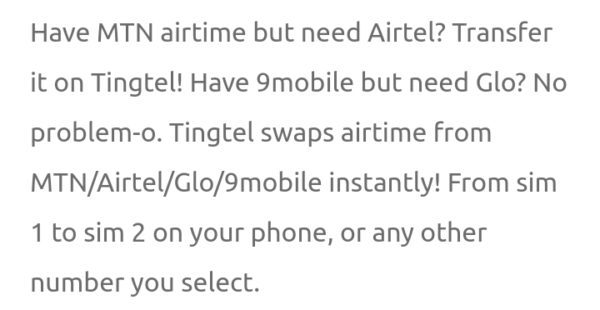 Have MTN airtime but need Airtel? Transfer
it on Tingtel! Have 9mobile but need Glo? No
problem-o. Tingtel swaps airtime from
MTN/Airtel/Glo/9mobile instantly! From sim
1 to sim 2 on your phone, or any other
number you select.